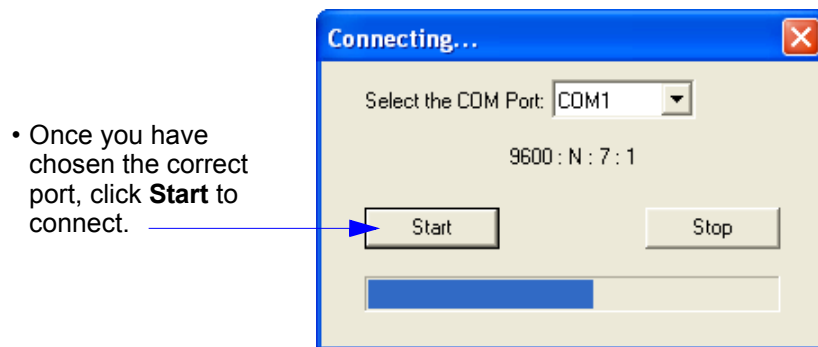 Connecting...
Select the COM Port: COM1
9600 : N : 7 : 1
• Once you have
chosen the correct
port, click Start to
connect.
Start
Stop